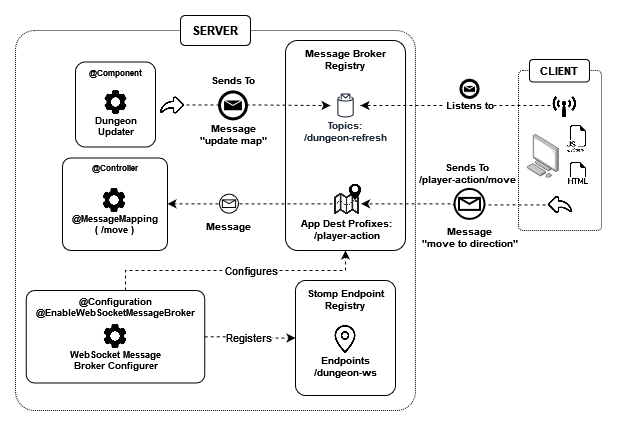 SERVER
CLIENT
@Component
Dungeon
Updater
Sends To
Message
"update map"
Message Broker
Registry
Topics:
/dungeon-refresh
Listens to
JS
HTML
@Controller
@MessageMapping
( /move )
Message
App Dest Profixes:
/player-action
Sends To
/player-action/move
Message
"move to direction"
Configures
@Configuration
@EnableWebSocketMessageBroker
WebSocket Message
Broker Configurer
Registers
Stomp Endpoint
Registry
Endpoints
/dungeon-ws